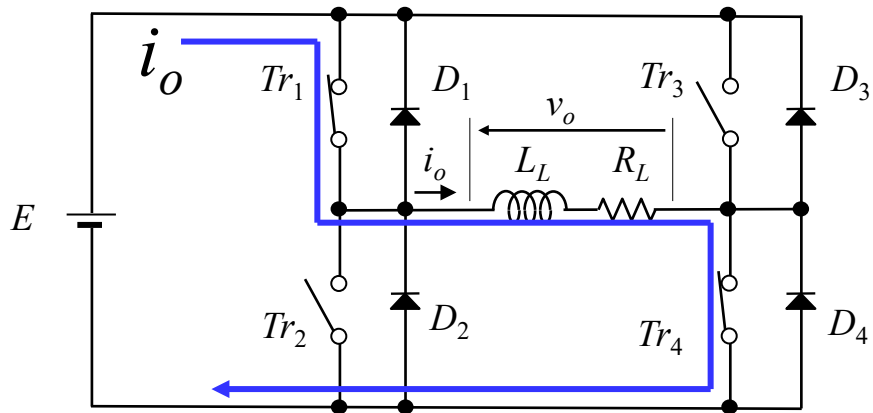 i_o
Tr_1
D_1
v_o
Tr_3
D_3
i_o
L_L
R_L
E
Tr_2
D_2
Tr_4
D_4